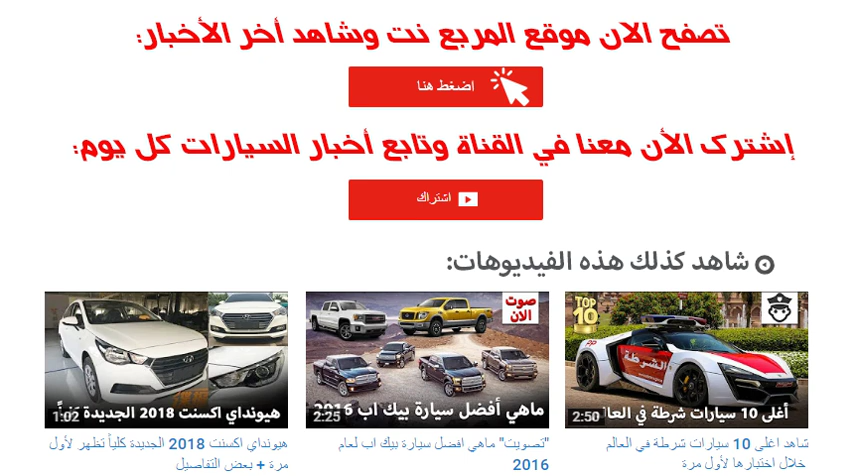 تصفح الان موقع المربع نت وشاهد أخر الأخبار:
اضغط هنا
إشترك الأن معنا في القناة وتابع أخبار السيارات كل يوم:
اشتراك
شاهد كذلك هذه الفيديوهات:
TOP
10
الشرطة
أغلى 10 سيارات شرطة في العالم
2:50
صوت
الان
ماهي أفضل سيارة بيك اب 2016
2:25
هيونداي اكسنت 2018 الجديدة كلياً
1:02
شاهد اغلى 10 سيارات شرطة في العالم
خلال اختبارها لأول مرة
"تصويت" ماهي افضل سيارة بيك اب لعام
2016
هيونداي اكسنت 2018 الجديدة كلياً تظهر لأول
مرة + بعض التفاصيل